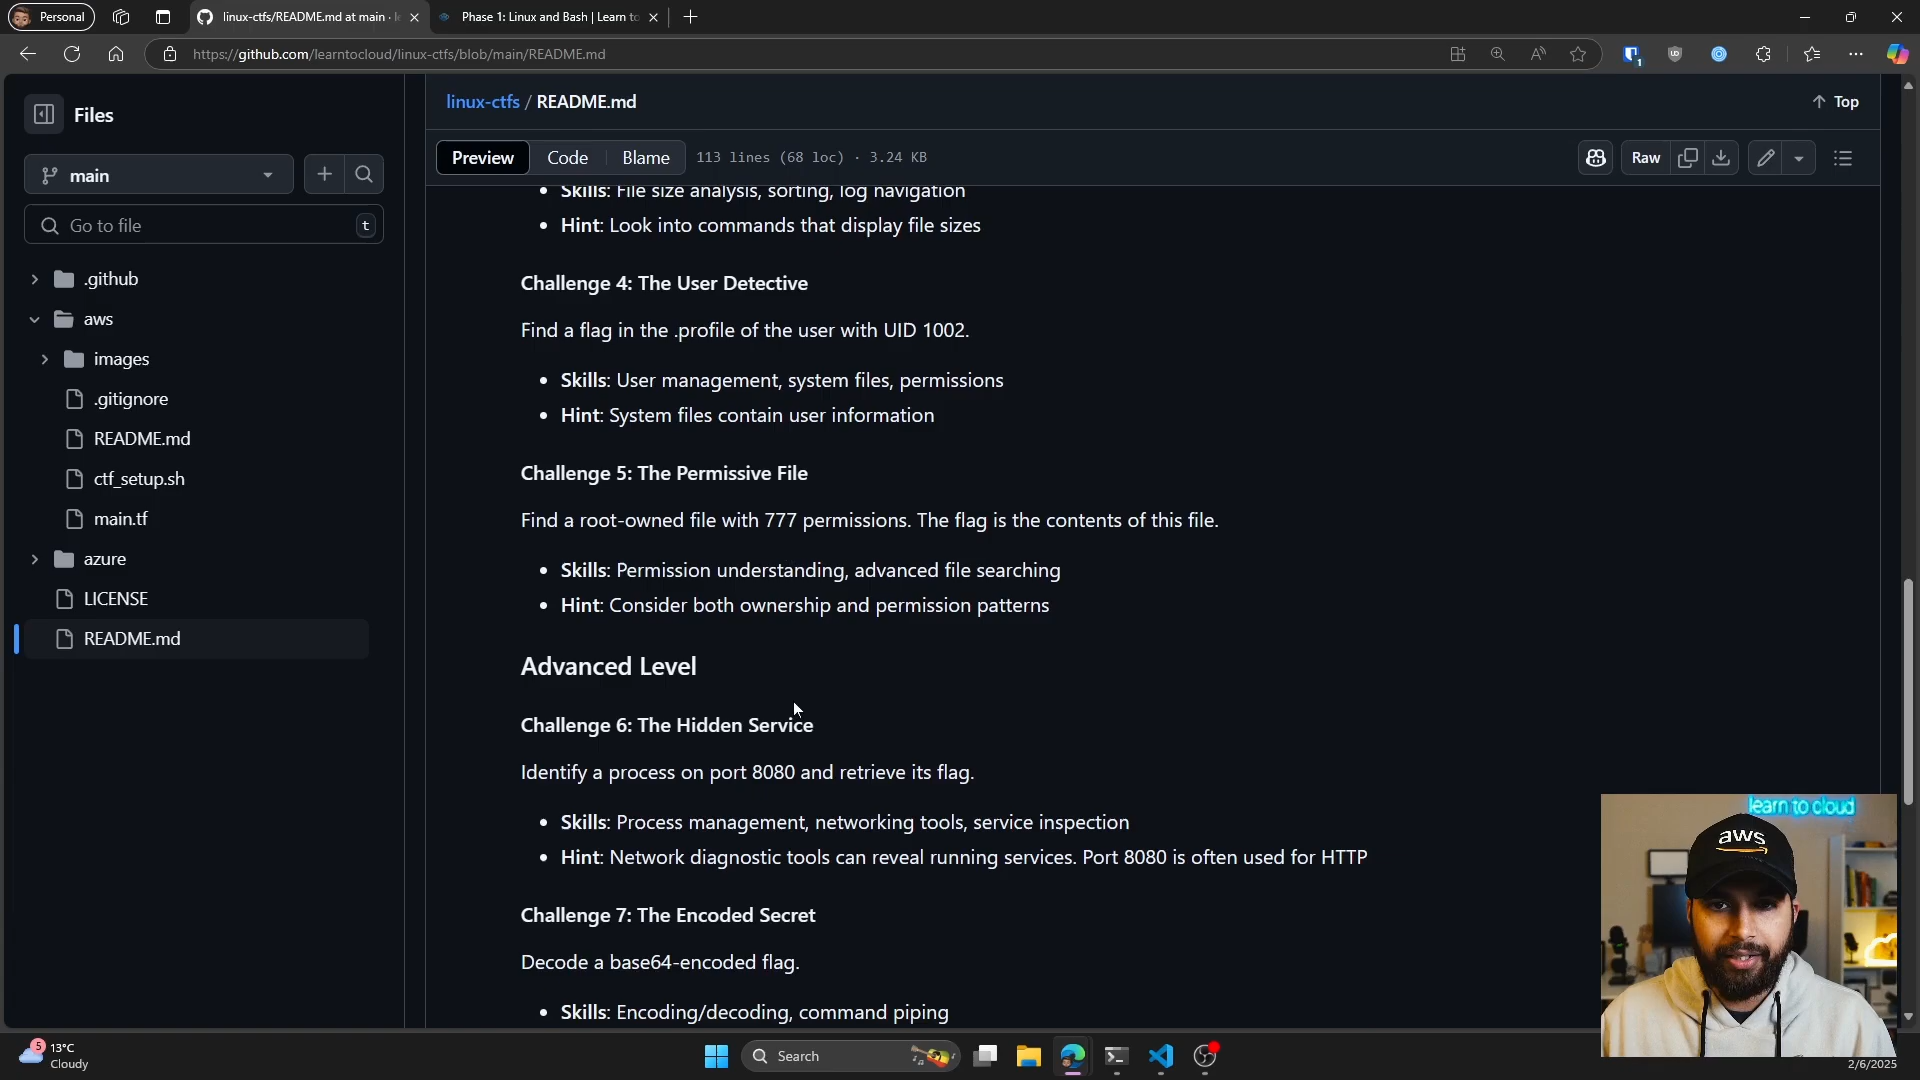 Personal
linux-ctfs/README.md at main · l
Phase 1: Linux and Bash | Learn to
https://github.com/learntocloud/linux-ctfs/blob/main/README.md
1
Files
main
Go to file
t
.github
aws
images
.gitignore
README.md
ctf_setup.sh
main.tf
azure
LICENSE
README.md
linux-ctfs / README.md
Top
Preview
Code
Blame
113 lines (68 loc) · 3.24 KB
Raw
• Skills: File size analysis, sorting, log navigation
• Hint: Look into commands that display file sizes
Challenge 4: The User Detective
Find a flag in the .profile of the user with UID 1002.
• Skills: User management, system files, permissions
• Hint: System files contain user information
Challenge 5: The Permissive File
Find a root-owned file with 777 permissions. The flag is the contents of this file.
• Skills: Permission understanding, advanced file searching
• Hint: Consider both ownership and permission patterns
Advanced Level
Challenge 6: The Hidden Service
Identify a process on port 8080 and retrieve its flag.
• Skills: Process management, networking tools, service inspection
• Hint: Network diagnostic tools can reveal running services. Port 8080 is often used for HTTP
Challenge 7: The Encoded Secret
Decode a base64-encoded flag.
• Skills: Encoding/decoding, command piping
learn to cloud
aws
5
13°C
Cloudy
Search
2/6/2025